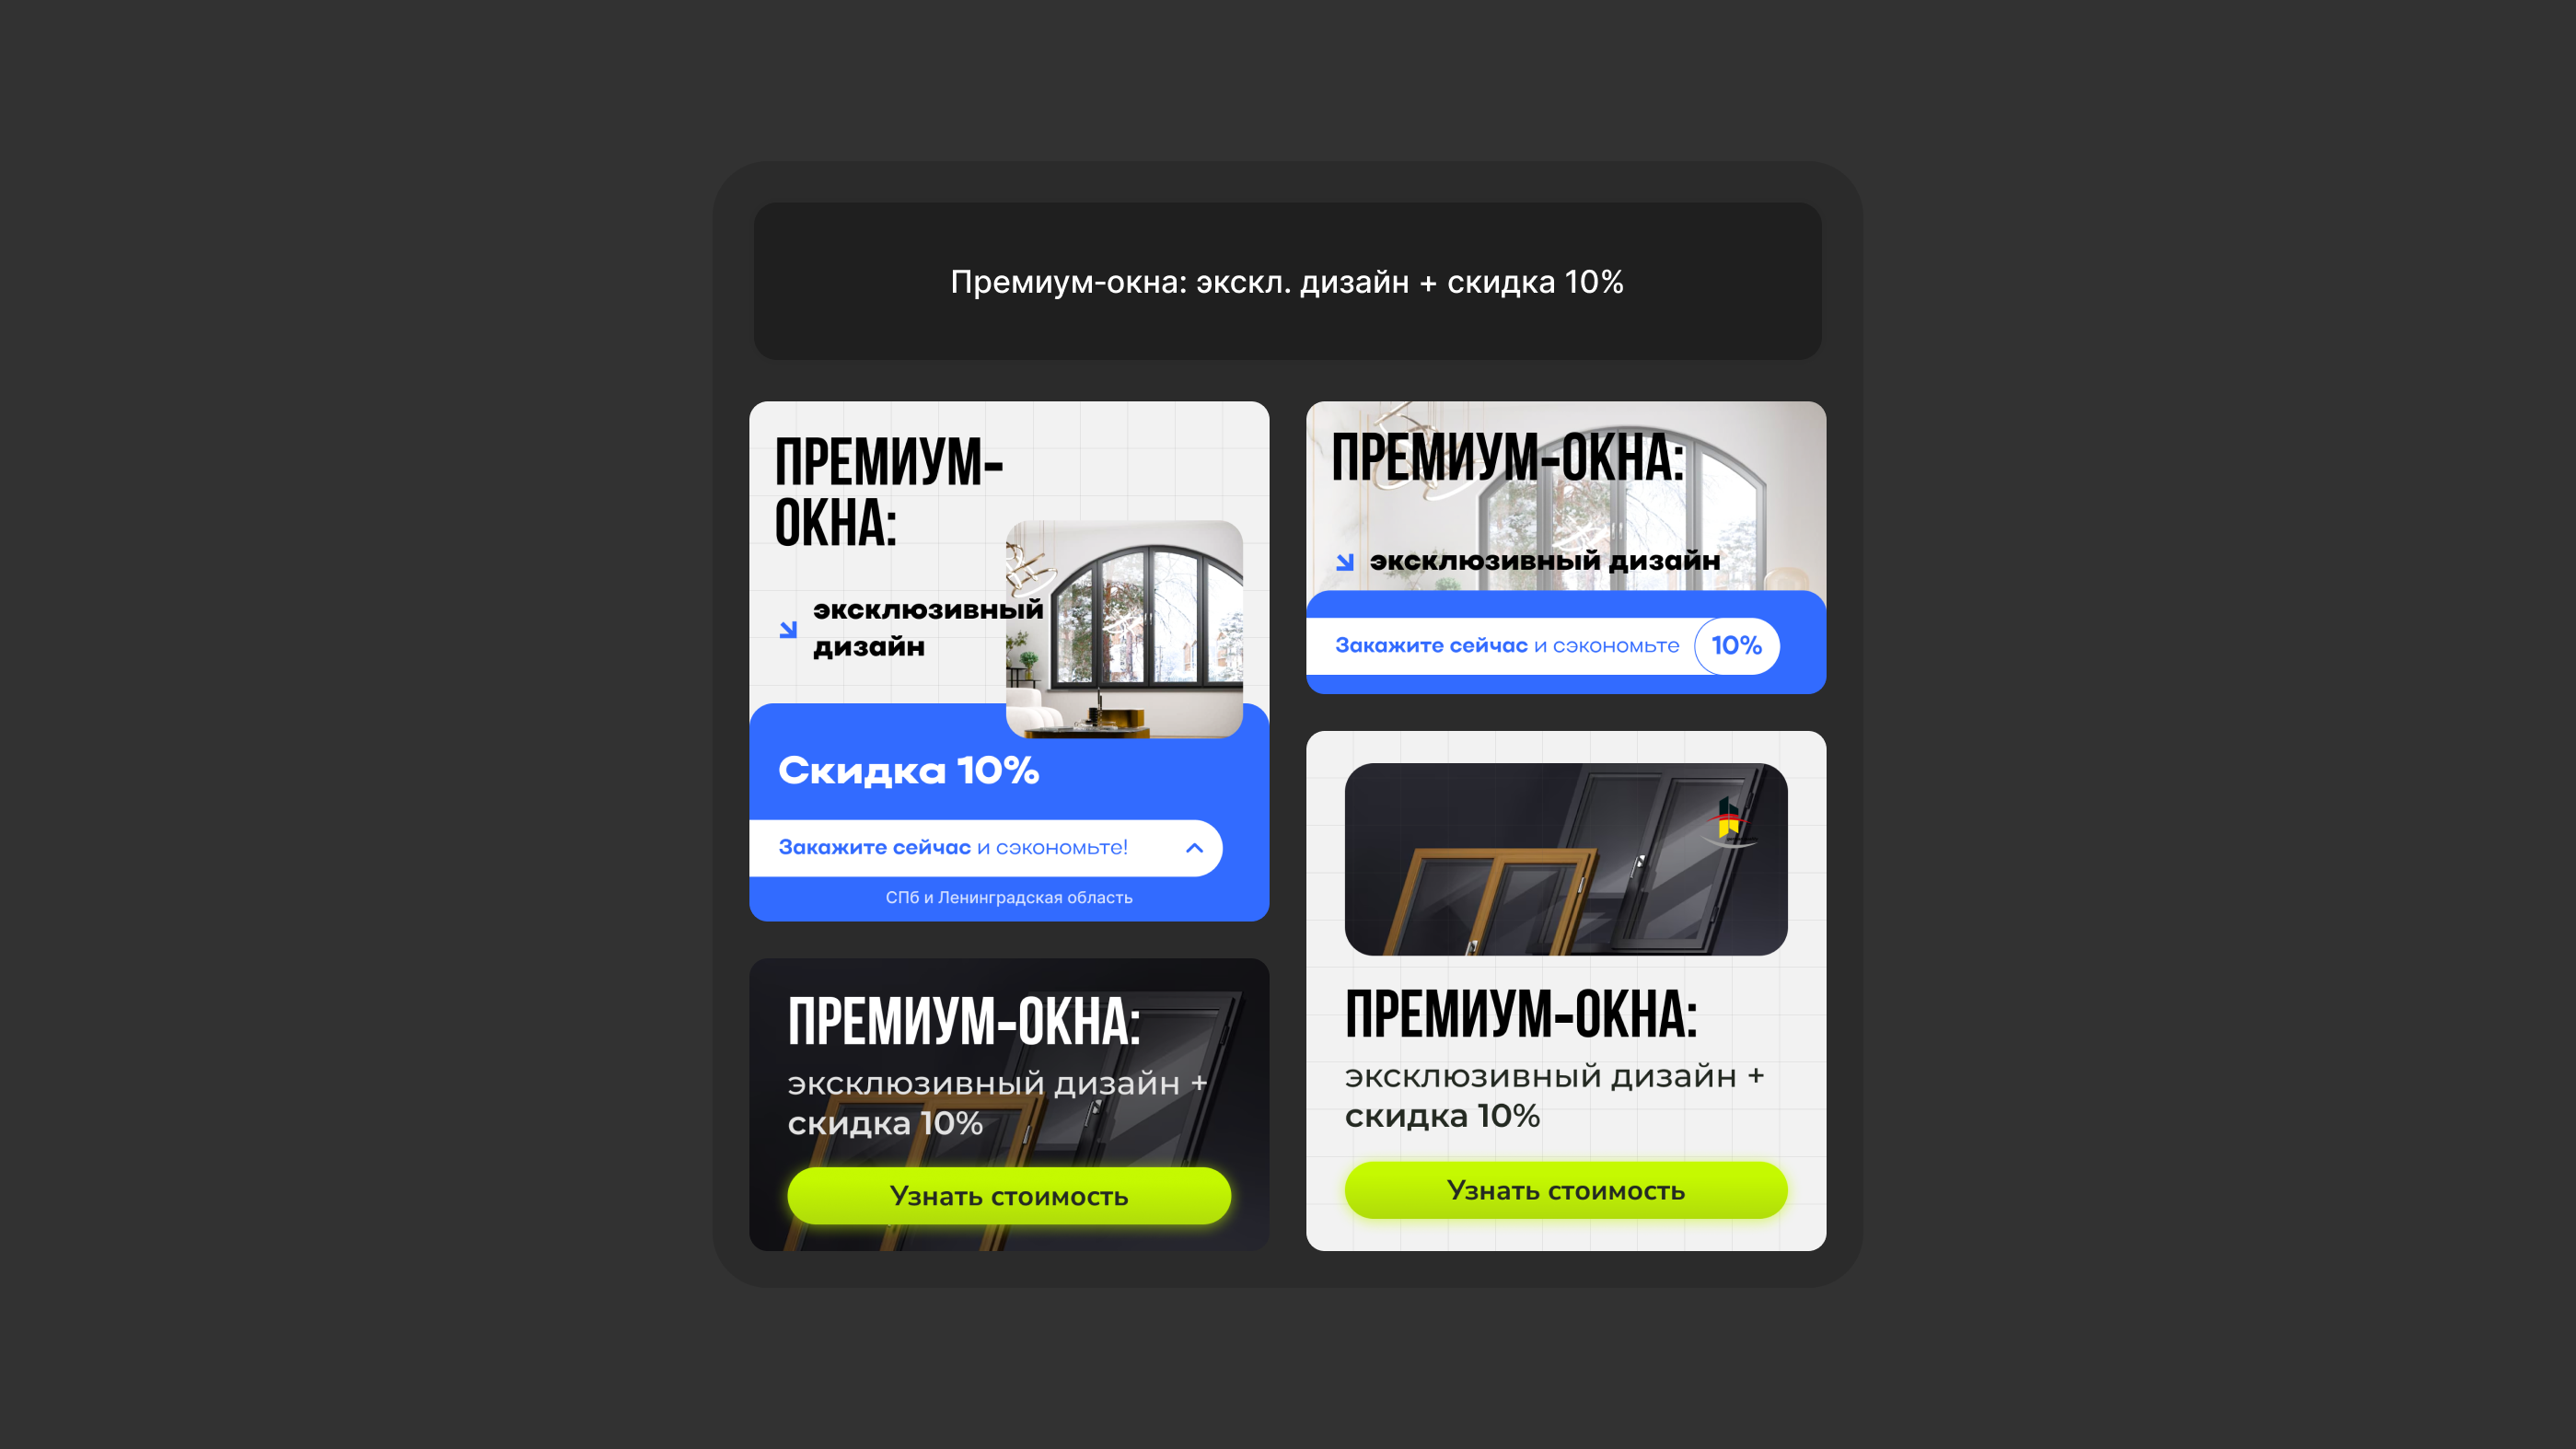 Премиум-окна: экскл. дизайн + скидка 10%
ПРЕМИУМ-
ОКНА:
эксклюзивный
дизайн
Скидка 10%
Закажите сейчас и сэкономьте!
СПб и Ленинградская область
ПРЕМИУМ-ОКНА:
эксклюзивный дизайн
Закажите сейчас и сэкономьте 10%
ПРЕМИУМ-ОКНА:
эксклюзивный дизайн +
скидка 10%
Узнать стоимость
ПРЕМИУМ-ОКНА:
эксклюзивный дизайн +
скидка 10%
Узнать стоимость